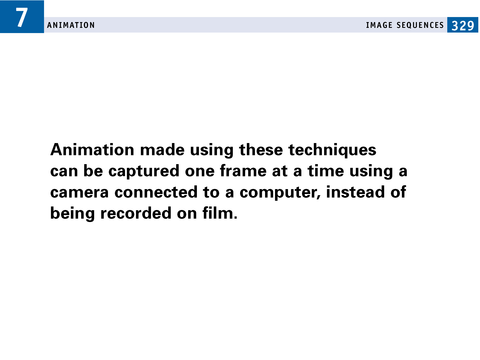 7
ANIMATION
IMAGE SEQUENCES 329
Animation made using these techniques
can be captured one frame at a time using a
camera connected to a computer, instead of
being recorded on film.